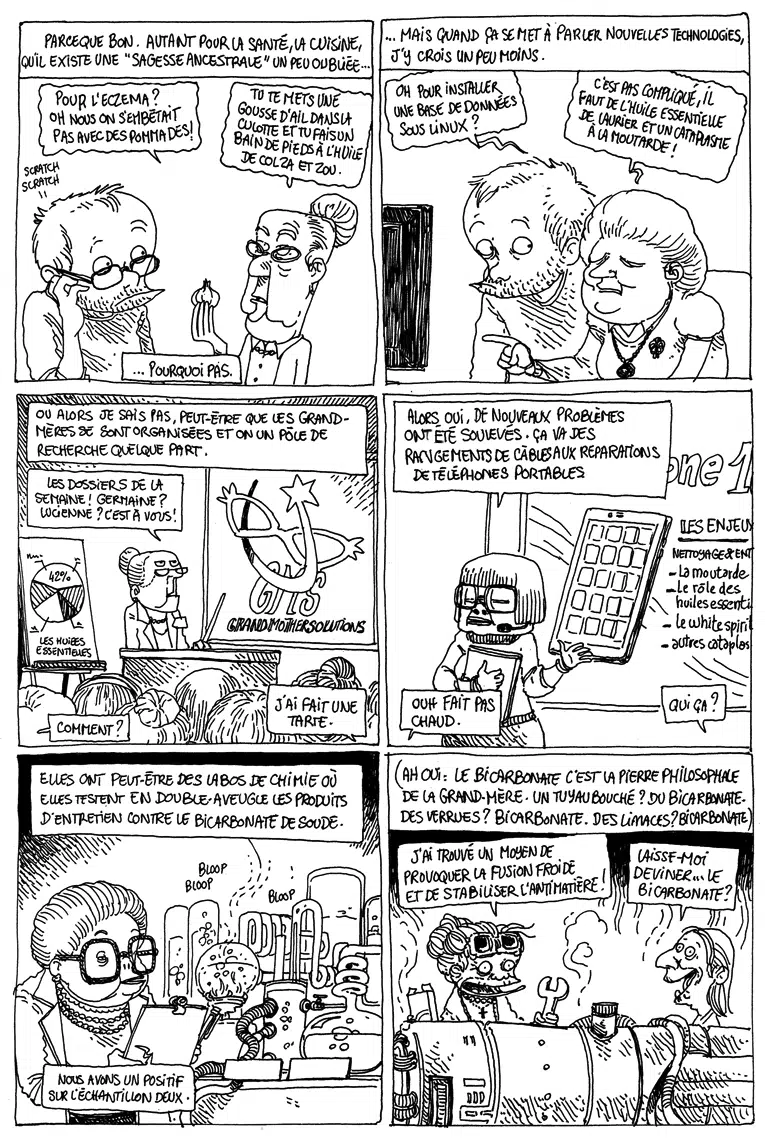 PARCEQUE BON. AUTANT POUR LA SANTÉ, LA CUISINE,
QU'IL EXISTE UNE "SAGESSE ANCESTRALE" UN PEU OUBLIÉE...
POUR L'ECZEMA?
OH NOUS ON S'EMBÊTAIT
PAS AVEC DES POMMADES!
TU TE METS UNE
GOUSSE D'AIL DANS LA
CULOTTE ET TU FAIS UN
BAIN DE PIEDS À L'HUILE
DE COLZA ET ZOU.
SCRATCH
SCRATCH
... POURQUOI PAS.
... MAIS QUAND ÇA SE MET À PARLER NOUVELLES TECHNOLOGIES,
J'Y CROIS UN PEU MOINS.
OH POUR INSTALLER
UNE BASE DE DONNÉES
SOUS LINUX?
C'EST PAS COMPLIQUÉ, IL
FAUT DE L'HUILE ESSENTIELLE
DE LAURIER ET UN CATAPLASME
À LA MOUTARDE!
OU ALORS JE SAIS PAS, PEUT-ÊTRE QUE LES GRAND-
MÈRES SE SONT ORGANISÉES ET ON UN PÔLE DE
RECHERCHE QUELQUE PART.
LES DOSSIERS DE LA
SEMAINE! GERMAINE?
LUCIENNE? C'EST À VOUS!
42%
LES HUILES
ESSENTIELLES
GMS
GRANDMOTHERSOLUTIONS
COMMENT?
J'AI FAIT UNE
TARTE.
ALORS OUI, DE NOUVEAUX PROBLÈMES
ONT ÉTÉ SOULEVÉS. ÇA VA DES
RANGEMENTS DE CÂBLES AUX REPARATIONS
DE TÉLÉPHONES PORTABLES
one 1
LES ENJEUX
NETTOYAGE & ENT
- La moutarde
- Le rôle des
huiles essenti
- le white spiri
- autres cataplas
OUH FAIT PAS
CHAUD.
QUI ÇA?
ELLES ONT PEUT-ÊTRE DES LABOS DE CHIMIE OÙ
ELLES TESTENT EN DOUBLE-AVEUGLE LES PRODUITS
D'ENTRETIEN CONTRE LE BICARBONATE DE SOUDE.
BLOOP
BLOOP
BLOOP
NOUS AVONS UN POSITIF
SUR L'ÉCHANTILLON DEUX.
(AH OUI: LE BICARBONATE C'EST LA PIERRE PHILOSOPHALE
DE LA GRAND-MÈRE. UN TUYAU BOUCHÉ? DU BICARBONATE.
DES VERRUES? BICARBONATE. DES LIMACES? BICARBONATE)
J'AI TROUVÉ UN MOYEN DE
PROVOQUER LA FUSION FROIDE
ET DE STABILISER L'ANTIMATIÈRE!
LAISSE-MOI
DEVINER... LE
BICARBONATE?